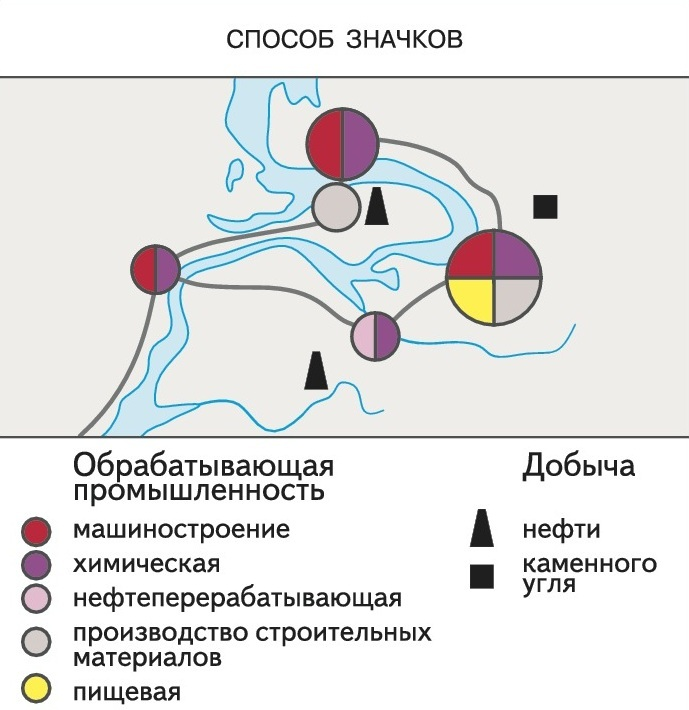 СПОСОБ ЗНАЧКОВ
Обрабатывающая
промышленность
машиностроение
химическая
нефтеперерабатывающая
производство строительных
материалов
пищевая
Добыча
нефти
каменного
угля